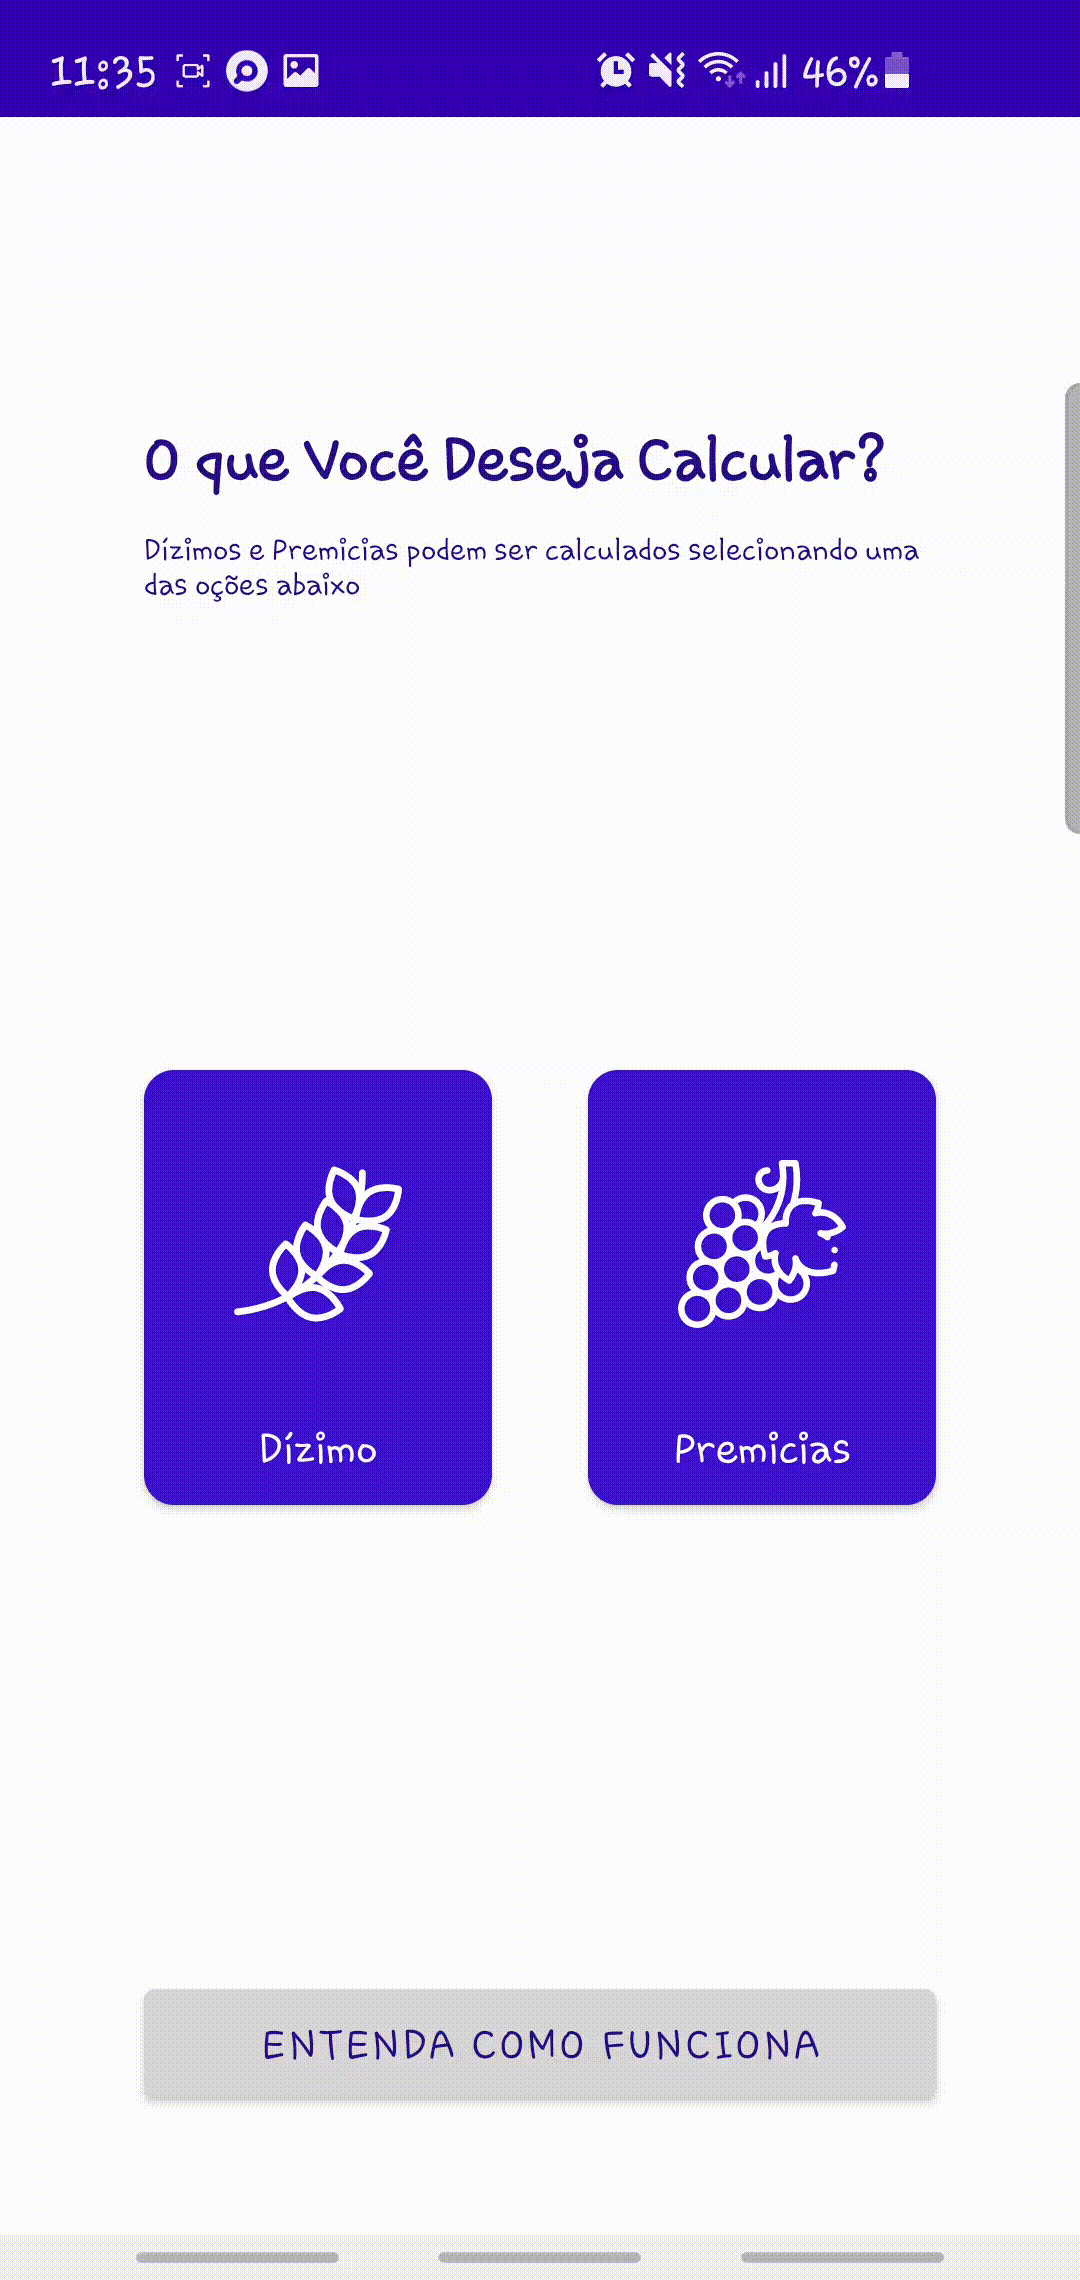 11:35 46%
O que Você Deseja Calcular?
Dízimos e Premicias podem ser calculados selecionando uma
das oções abaixo
Dízimo
Premicias
ENTENDA COMO FUNCIONA